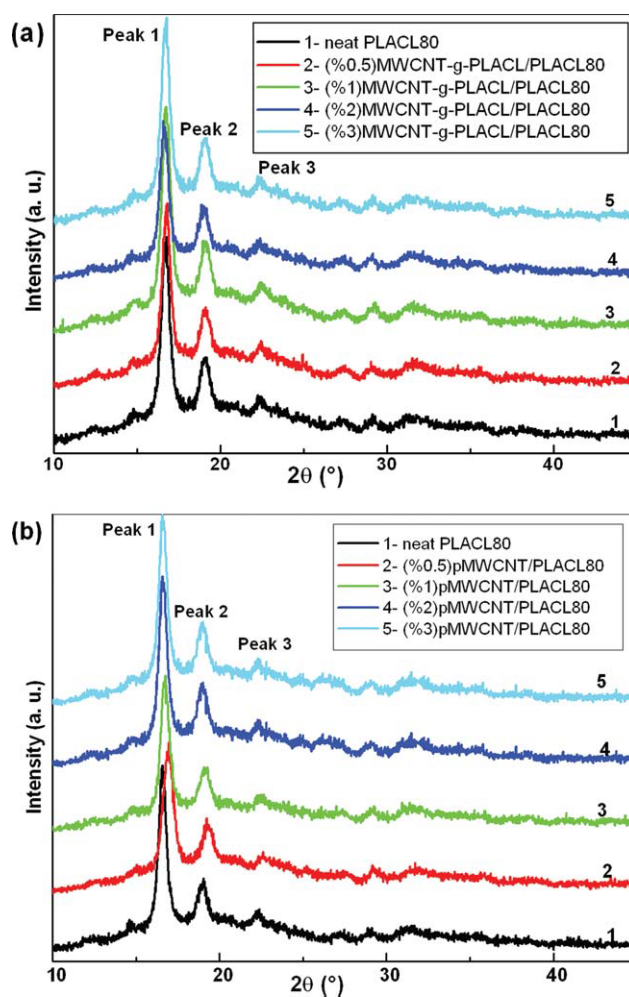 (a)
Peak 1
Peak 2
Peak 3
1- neat PLACL80
2- (%0.5)MWCNT-g-PLACL/PLACL80
3- (%1)MWCNT-g-PLACL/PLACL80
4- (%2)MWCNT-g-PLACL/PLACL80
5- (%3)MWCNT-g-PLACL/PLACL80
5
4
3
2
1
Intensity (a. u.)
10 20 30 40
2θ (°)
(b)
Peak 1
Peak 2
Peak 3
1- neat PLACL80
2- (%0.5)pMWCNT/PLACL80
3- (%1)pMWCNT/PLACL80
4- (%2)pMWCNT/PLACL80
5- (%3)pMWCNT/PLACL80
5
4
3
2
1
Intensity (a. u.)
10 20 30 40
2θ (°)